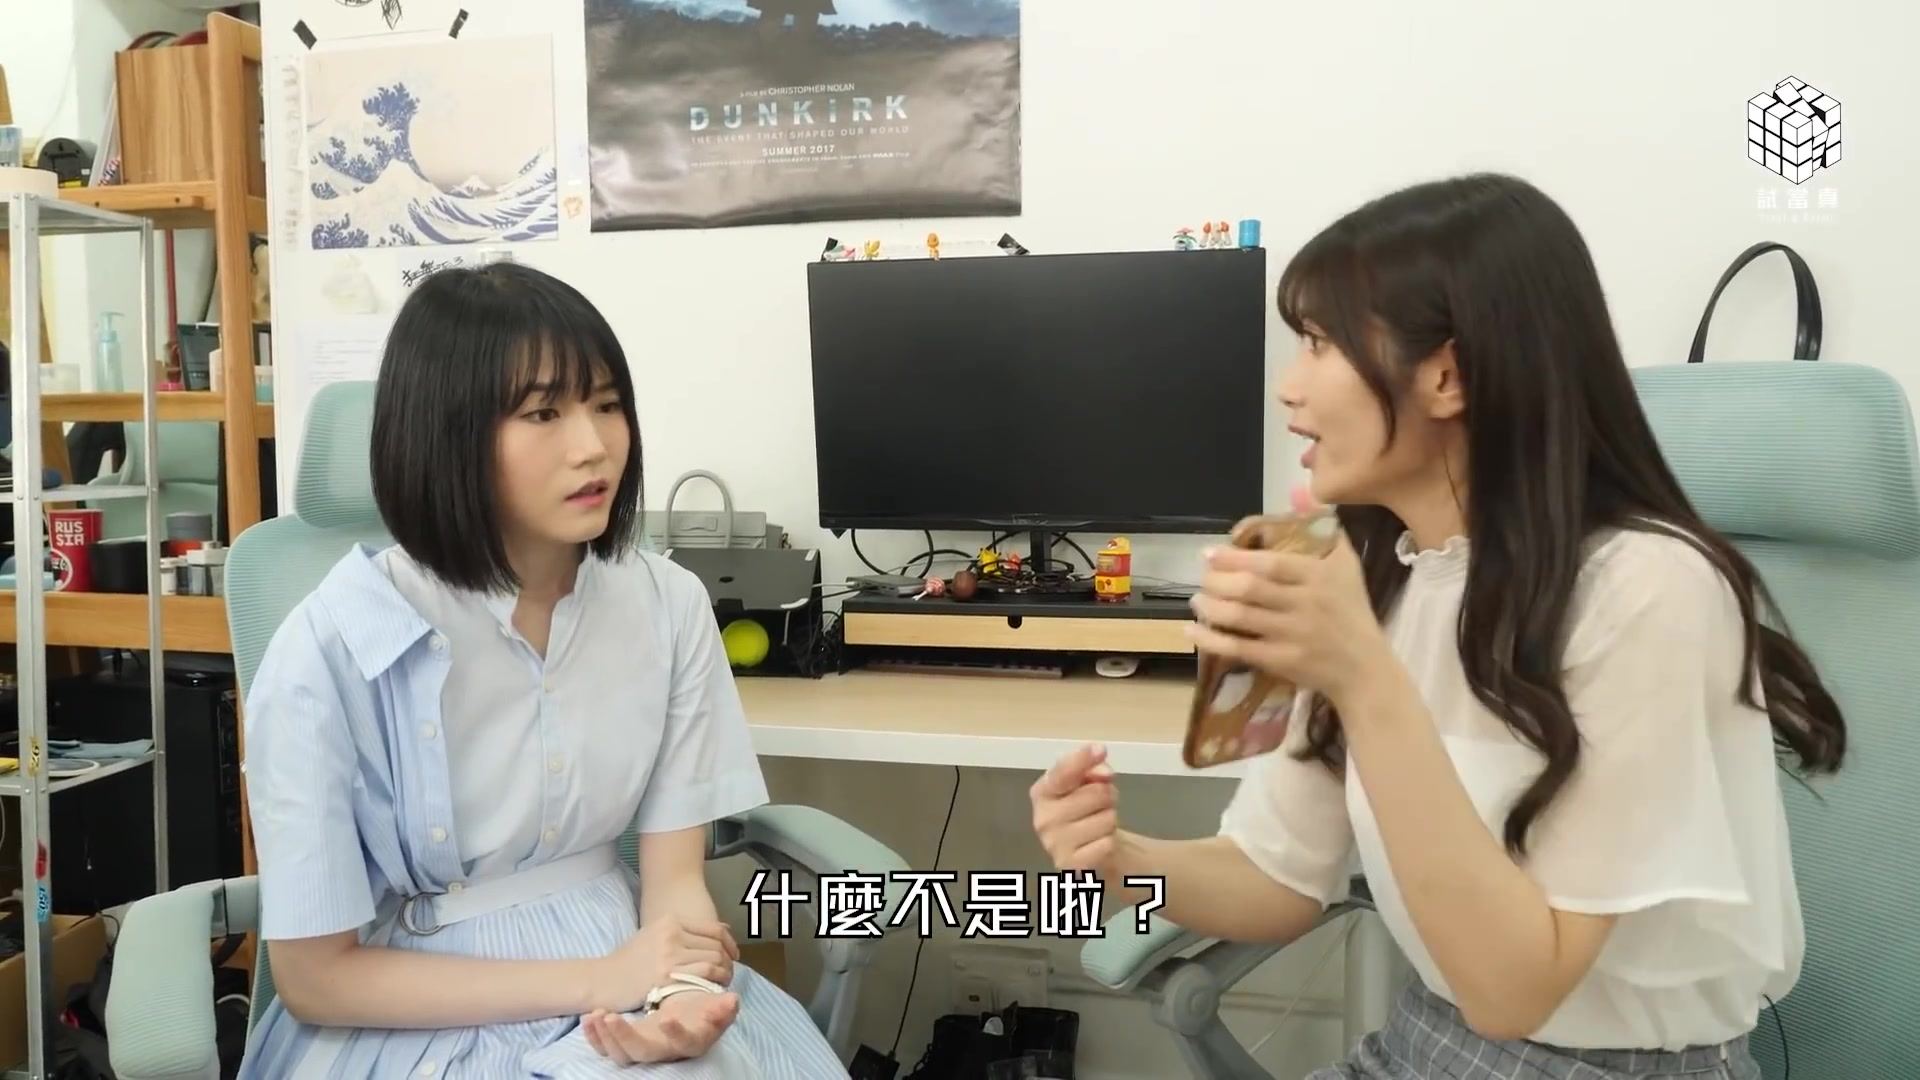 A FILM BY CHRISTOPHER NOLAN
DUNKIRK
THE EVENT THAT SHAPED OUR WORLD
SUMMER 2017
試當真
RUS
SIA
什麼不是啦？